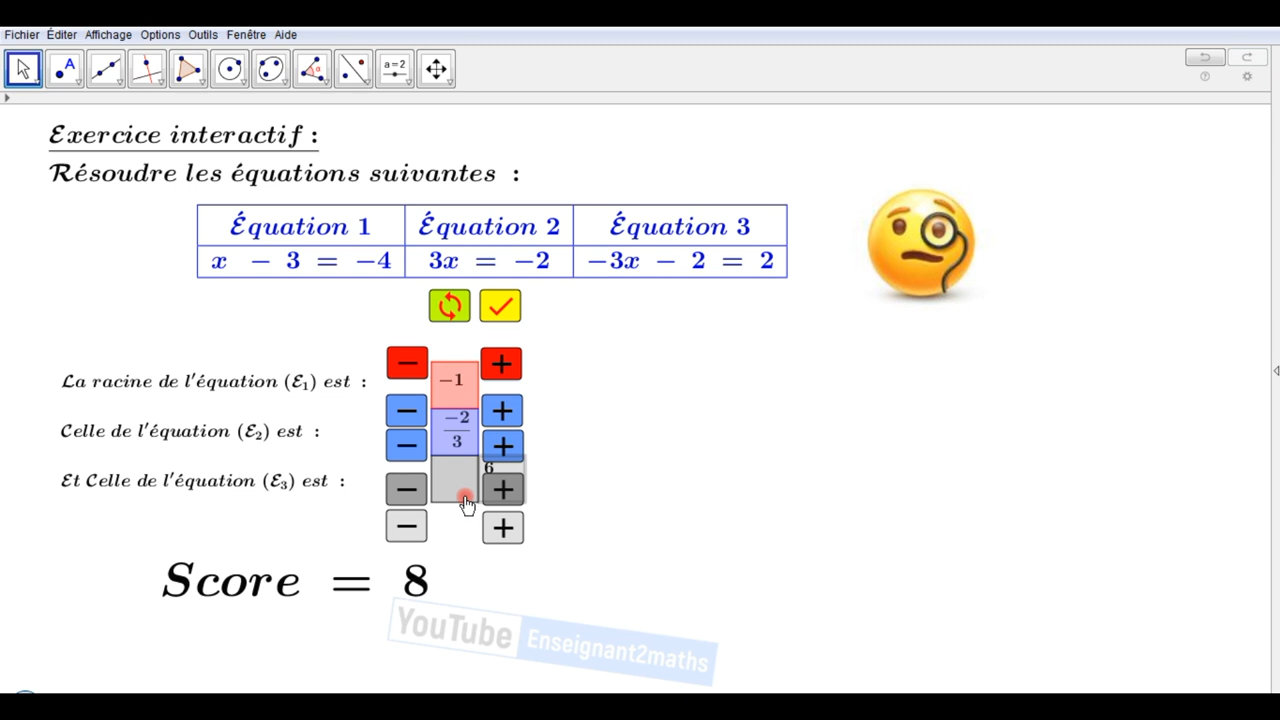 Fichier Éditer Affichage Options Outils Fenêtre Aide
A
α
a=2
Exercice interactif :
Résoudre les équations suivantes :
Équation 1 Équation 2 Équation 3
x − 3 = −4 3x = −2 −3x − 2 = 2
− +
La racine de l'équation (E₁) est : −1
− +
Celle de l'équation (E₂) est : −2/3
− +
6
Et Celle de l'équation (E₃) est :
− +
− +
Score = 8
YouTube Enseignant2maths